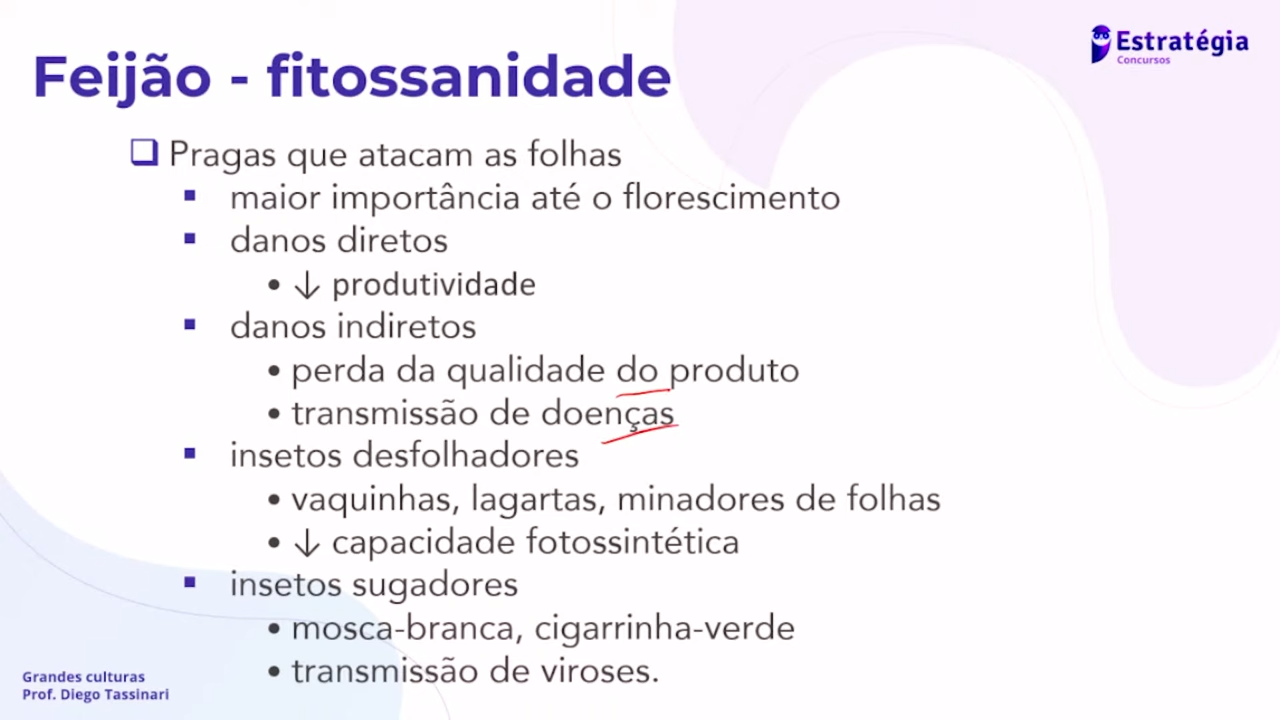 Estratégia
Concursos
Feijão - fitossanidade
❑ Pragas que atacam as folhas
▪ maior importância até o florescimento
▪ danos diretos
• ↓ produtividade
▪ danos indiretos
• perda da qualidade do produto
• transmissão de doenças
▪ insetos desfolhadores
• vaquinhas, lagartas, minadores de folhas
• ↓ capacidade fotossintética
▪ insetos sugadores
• mosca-branca, cigarrinha-verde
• transmissão de viroses.
Grandes culturas
Prof. Diego Tassinari